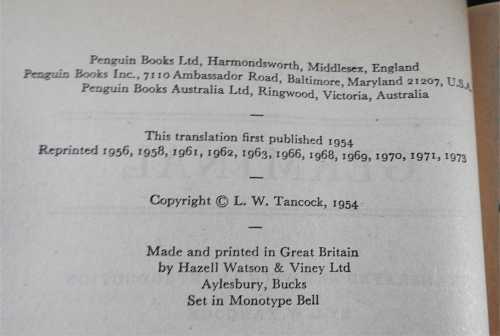 Penguin Books Ltd, Harmondsworth, Middlesex, England
Penguin Books Inc., 7110 Ambassador Road, Baltimore, Maryland 21207, U.S.A.
Penguin Books Australia Ltd, Ringwood, Victoria, Australia
—
This translation first published 1954
Reprinted 1956, 1958, 1961, 1962, 1963, 1966, 1968, 1969, 1970, 1971, 1973
—
Copyright © L. W. Tancock, 1954
—
Made and printed in Great Britain
by Hazell Watson & Viney Ltd
Aylesbury, Bucks
Set in Monotype Bell